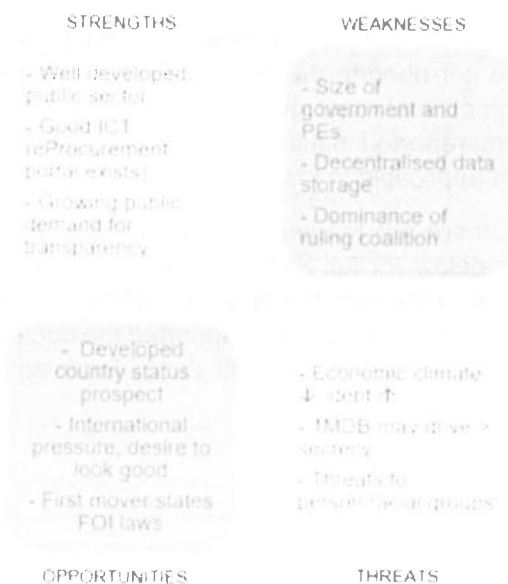 STRENGTHS
- Well developed
public sector
- Good ICT
(eProcurement
portal exists)
- Growing public
demand for
transparency
WEAKNESSES
- Size of
government and
PEs
- Decentralised data
storage
- Dominance of
ruling coalition
- Developed
country status
prospect
- International
pressure, desire to
look good
- First mover states
FOI laws
OPPORTUNITIES
- Economic climate
↓ debt ↑
- 1MDB may drive >
secrecy
- Threats to
groups
THREATS